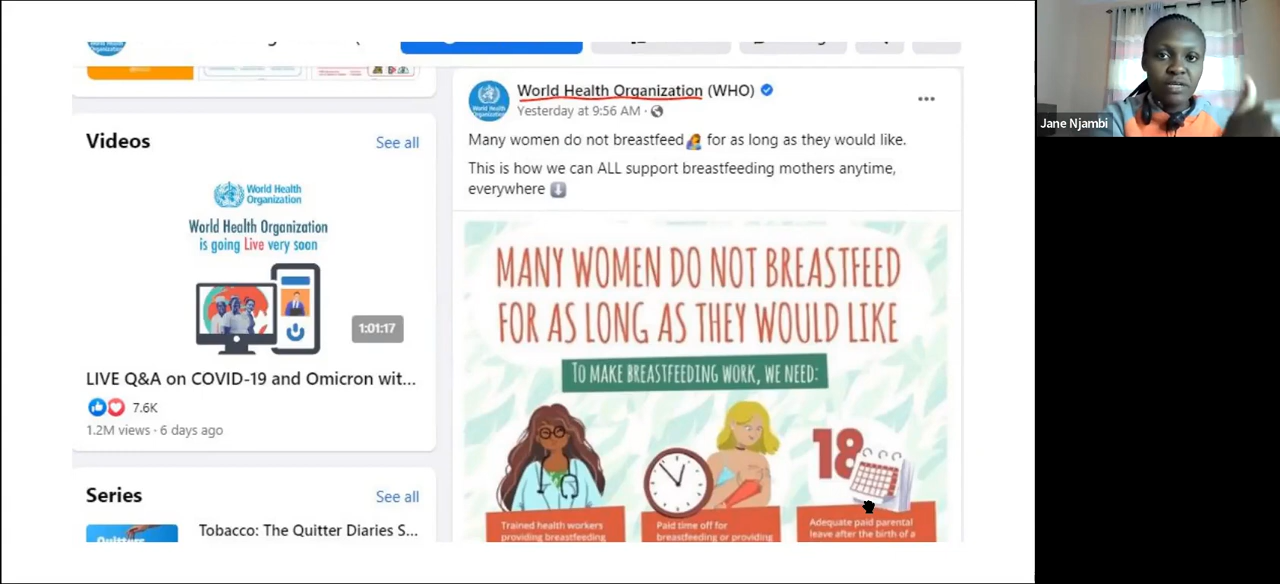 World Health Organization (WHO)
Yesterday at 9:56 AM ·
Many women do not breastfeed for as long as they would like.
This is how we can ALL support breastfeeding mothers anytime,
everywhere
MANY WOMEN DO NOT BREASTFEED
FOR AS LONG AS THEY WOULD LIKE
TO MAKE BREASTFEEDING WORK, WE NEED:
18
Trained health workers
providing breastfeeding
Paid time off for
breastfeeding or providing
Adequate paid parental
leave after the birth of a
Videos
See all
World Health
Organization
World Health Organization
is going Live very soon
1:01:17
LIVE Q&A on COVID-19 and Omicron wit...
7.6K
1.2M views · 6 days ago
Series
See all
Tobacco: The Quitter Diaries S...
Jane Njambi